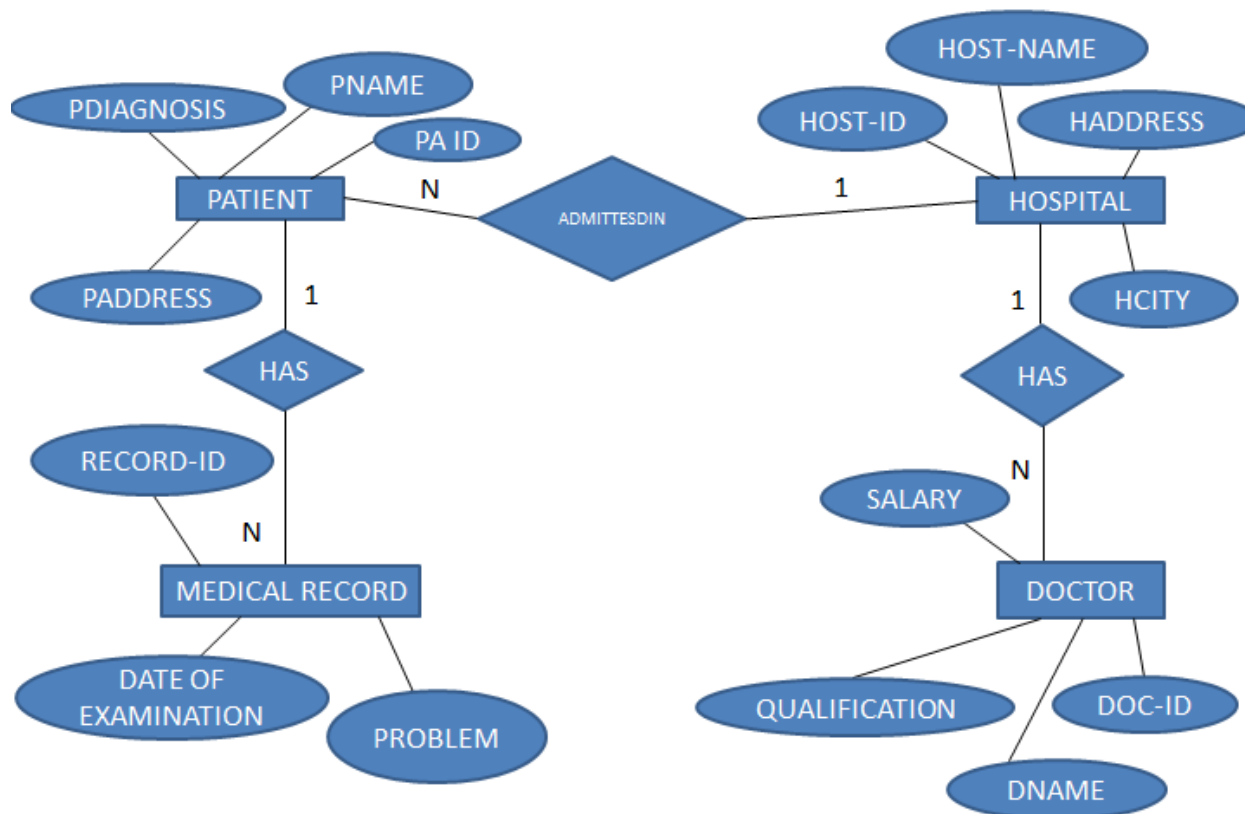 HOST-NAME
PNAME
PDIAGNOSIS
HOST-ID
HADDRESS
PA ID
PATIENT
N
ADMITTESDIN
1
HOSPITAL
PADDRESS
1
1
HCITY
HAS
HAS
RECORD-ID
N
SALARY
N
MEDICAL RECORD
DOCTOR
DATE OF
EXAMINATION
PROBLEM
QUALIFICATION
DOC-ID
DNAME